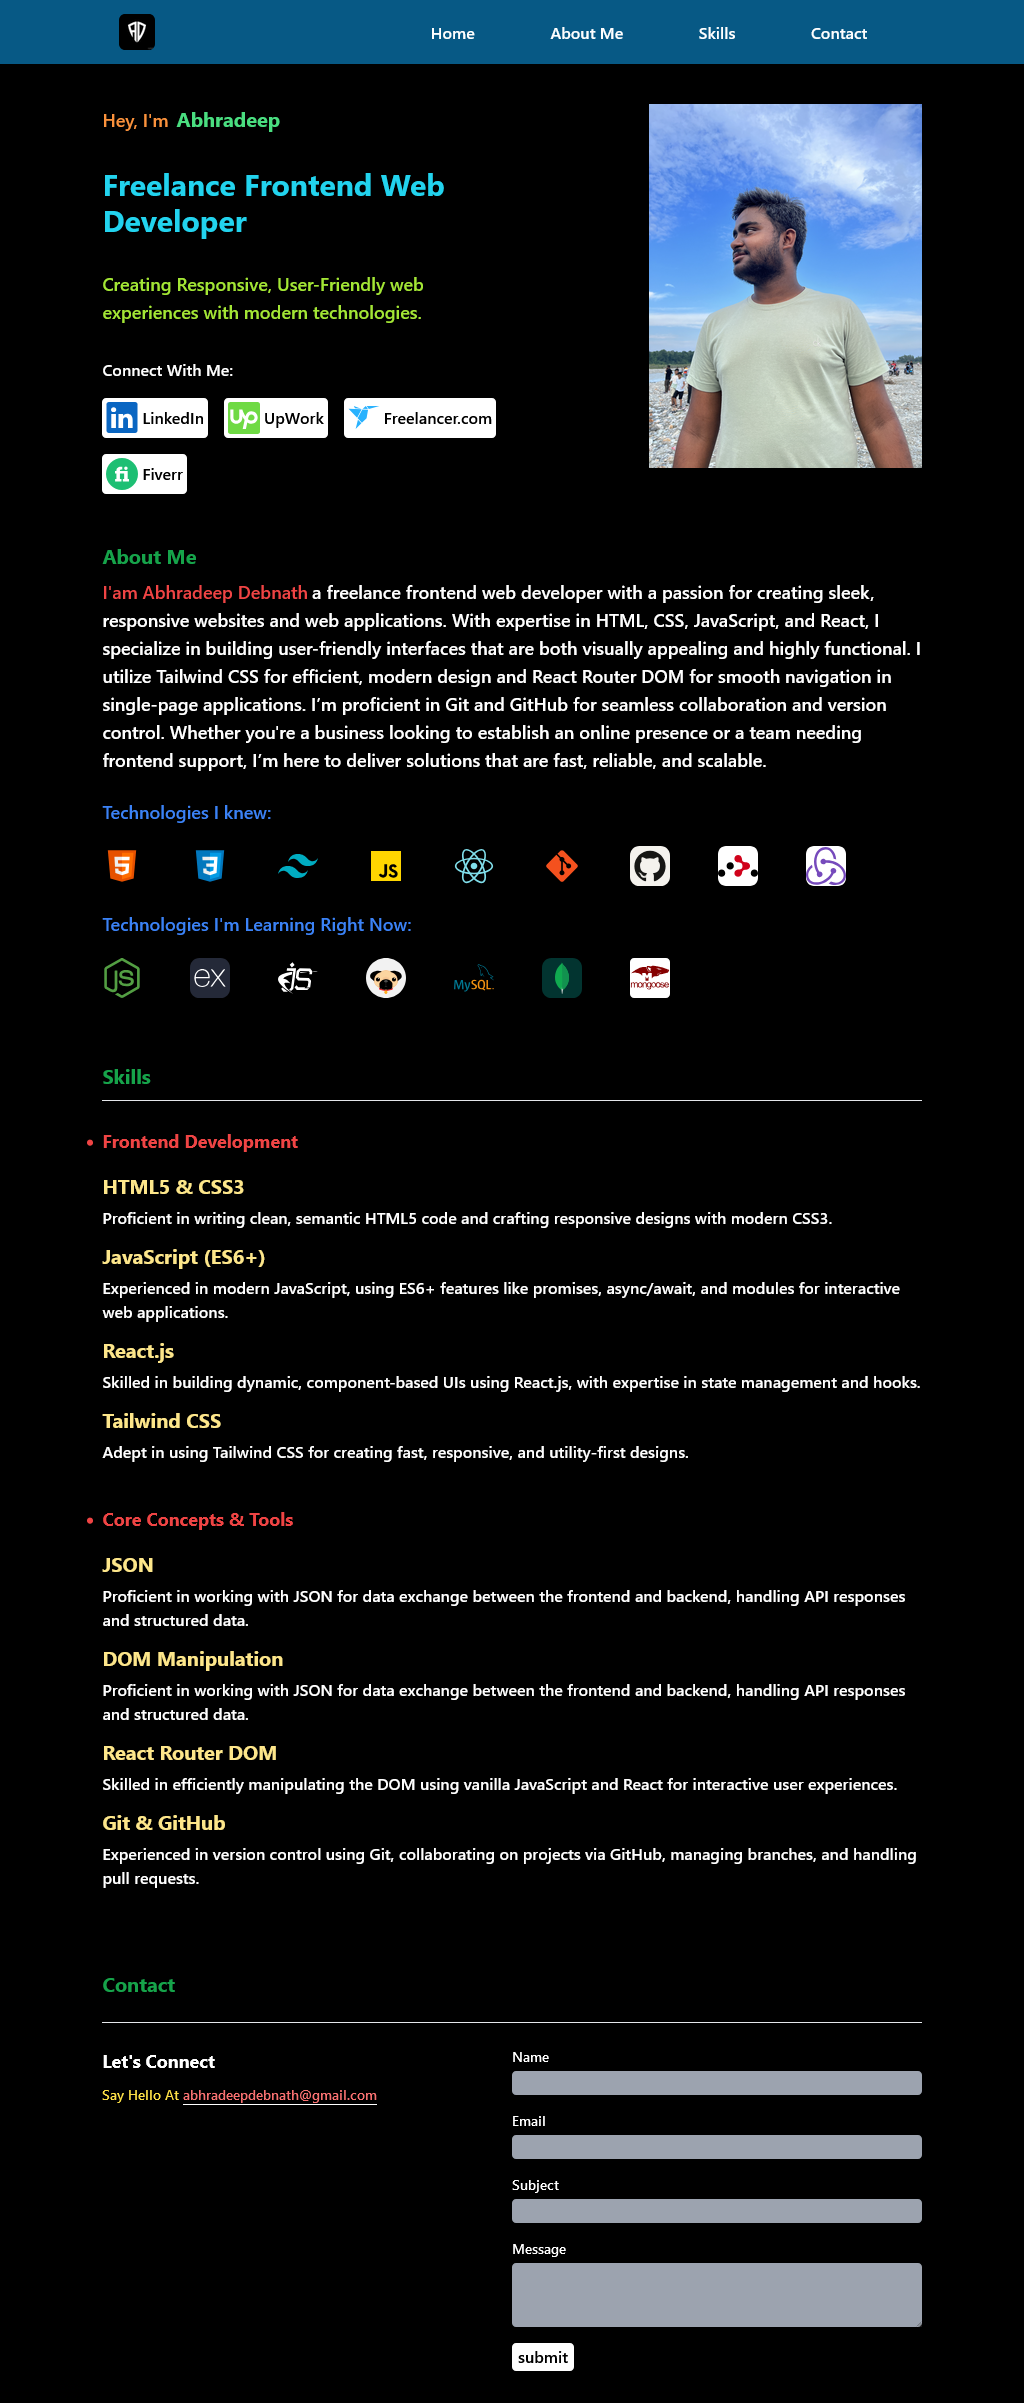 Home About Me Skills Contact
Hey, I'm Abhradeep
Freelance Frontend Web
Developer
Creating Responsive, User-Friendly web
experiences with modern technologies.
Connect With Me:
in LinkedIn Up UpWork Freelancer.com
fi Fiverr
About Me
I'am Abhradeep Debnath a freelance frontend web developer with a passion for creating sleek,
responsive websites and web applications. With expertise in HTML, CSS, JavaScript, and React, I
specialize in building user-friendly interfaces that are both visually appealing and highly functional. I
utilize Tailwind CSS for efficient, modern design and React Router DOM for smooth navigation in
single-page applications. I’m proficient in Git and GitHub for seamless collaboration and version
control. Whether you're a business looking to establish an online presence or a team needing
frontend support, I’m here to deliver solutions that are fast, reliable, and scalable.
Technologies I knew:
5 3 JS
Technologies I'm Learning Right Now:
JS ex JS MySQL mongoose
Skills
• Frontend Development
HTML5 & CSS3
Proficient in writing clean, semantic HTML5 code and crafting responsive designs with modern CSS3.
JavaScript (ES6+)
Experienced in modern JavaScript, using ES6+ features like promises, async/await, and modules for interactive
web applications.
React.js
Skilled in building dynamic, component-based UIs using React.js, with expertise in state management and hooks.
Tailwind CSS
Adept in using Tailwind CSS for creating fast, responsive, and utility-first designs.
• Core Concepts & Tools
JSON
Proficient in working with JSON for data exchange between the frontend and backend, handling API responses
and structured data.
DOM Manipulation
Proficient in working with JSON for data exchange between the frontend and backend, handling API responses
and structured data.
React Router DOM
Skilled in efficiently manipulating the DOM using vanilla JavaScript and React for interactive user experiences.
Git & GitHub
Experienced in version control using Git, collaborating on projects via GitHub, managing branches, and handling
pull requests.
Contact
Let's Connect
Say Hello At abhradeepdebnath@gmail.com
Name
Email
Subject
Message
submit